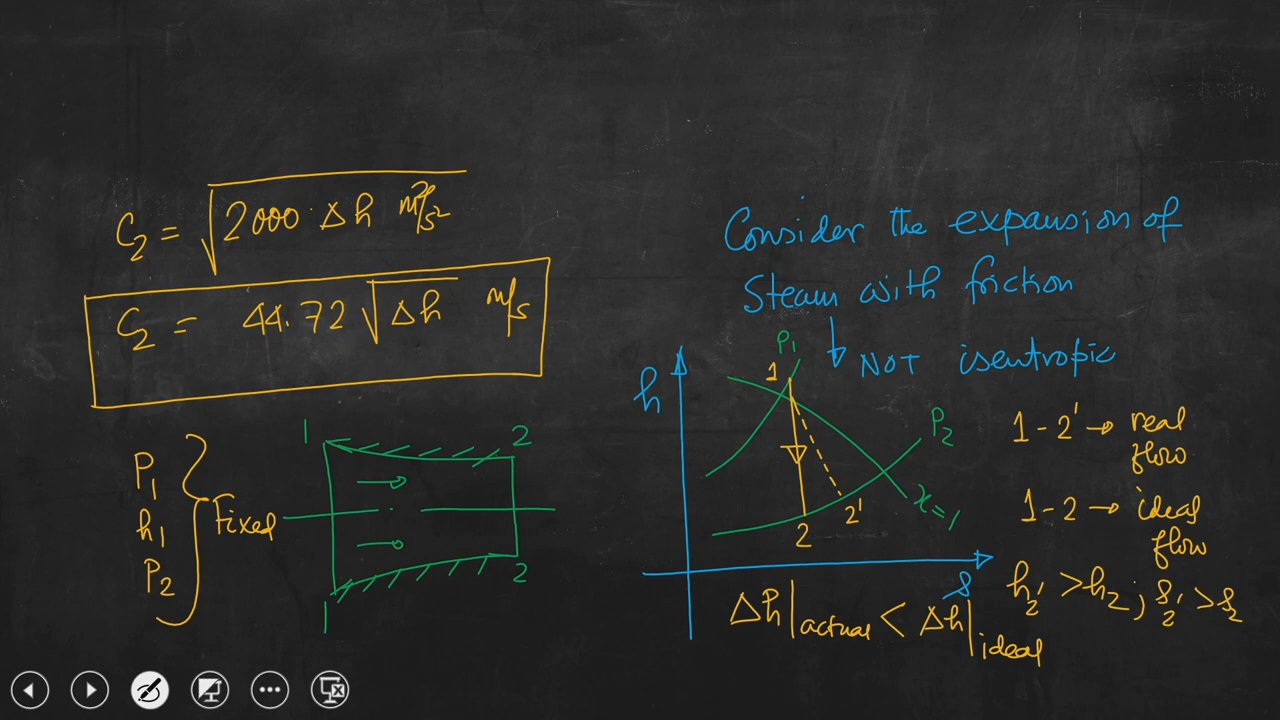 C₂ = √2000·Δh m²/s²
C₂ = 44.72 √Δh m/s
P₁
h₁
P₂
Fixed
1
2
1
2
Consider the expansion of
Steam with friction
NOT isentropic
h
P₁
1
P₂
x=1
2
2'
s
1-2' → real
flow
1-2 → ideal
flow
h₂' > h₂ ; s₂' > s₂
Δh|actual < Δh|ideal